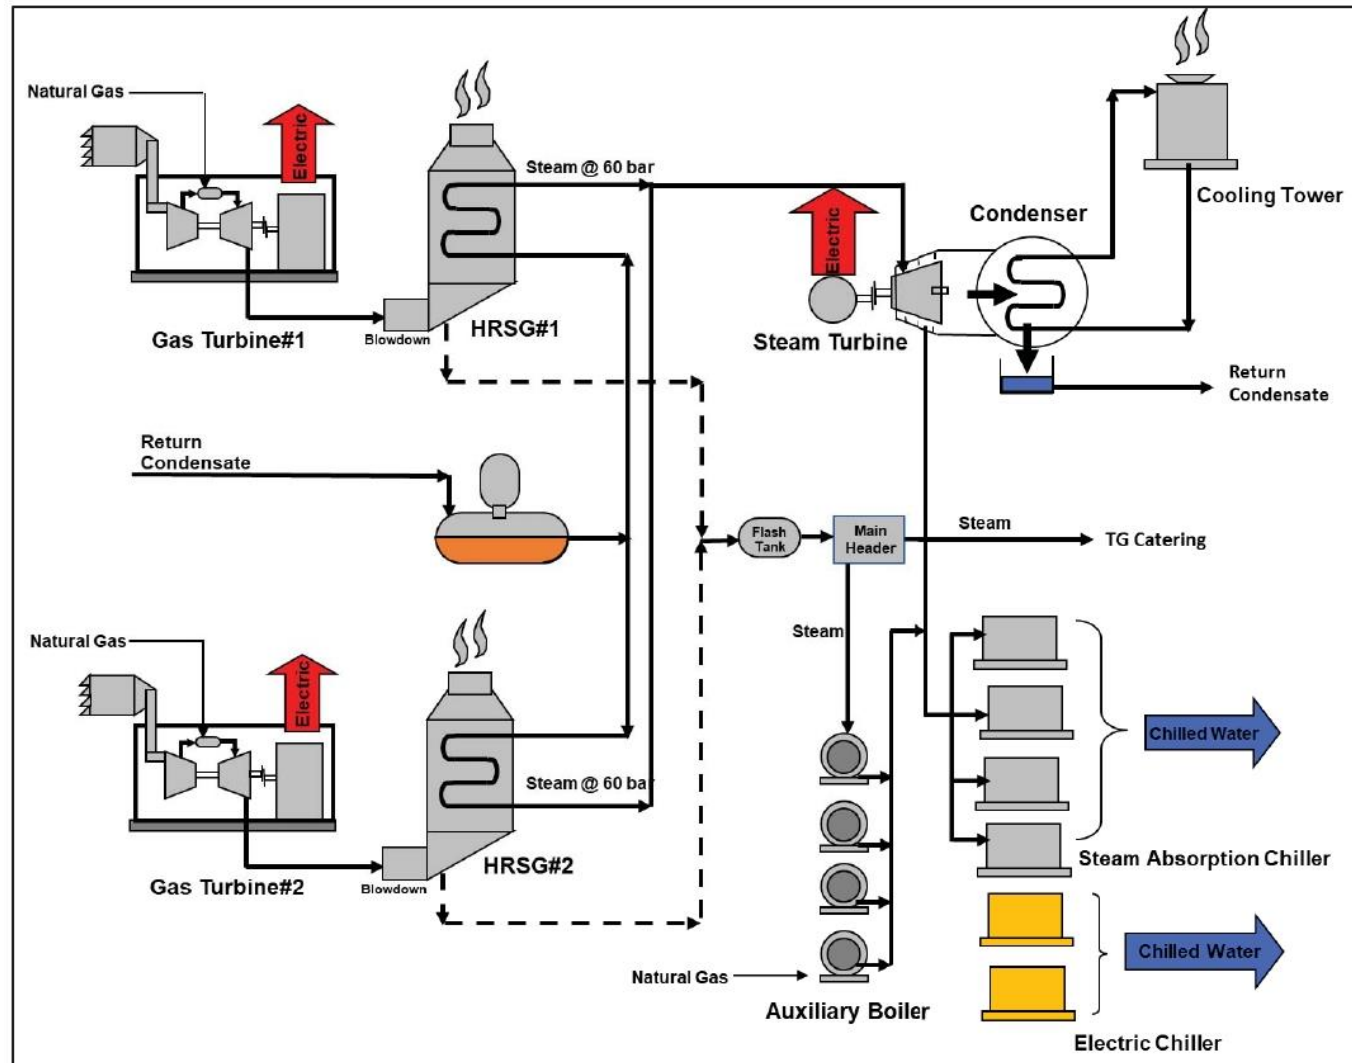 Natural Gas
Electric
Steam @ 60 bar
Gas Turbine#1
Blowdown
HRSG#1
Electric
Steam Turbine
Condenser
Cooling Tower
Return
Condensate
Return
Condensate
Flash
Tank
Main
Header
Steam
TG Catering
Steam
Natural Gas
Electric
Steam @ 60 bar
Gas Turbine#2
Blowdown
HRSG#2
Natural Gas
Auxiliary Boiler
Chilled Water
Steam Absorption Chiller
Chilled Water
Electric Chiller